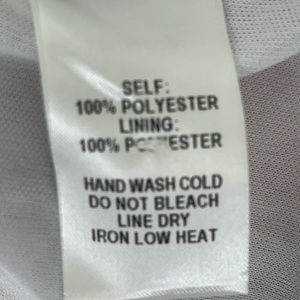 SELF:
100% POLYESTER
LINING:
100% POLYESTER
HAND WASH COLD
DO NOT BLEACH
LINE DRY
IRON LOW HEAT